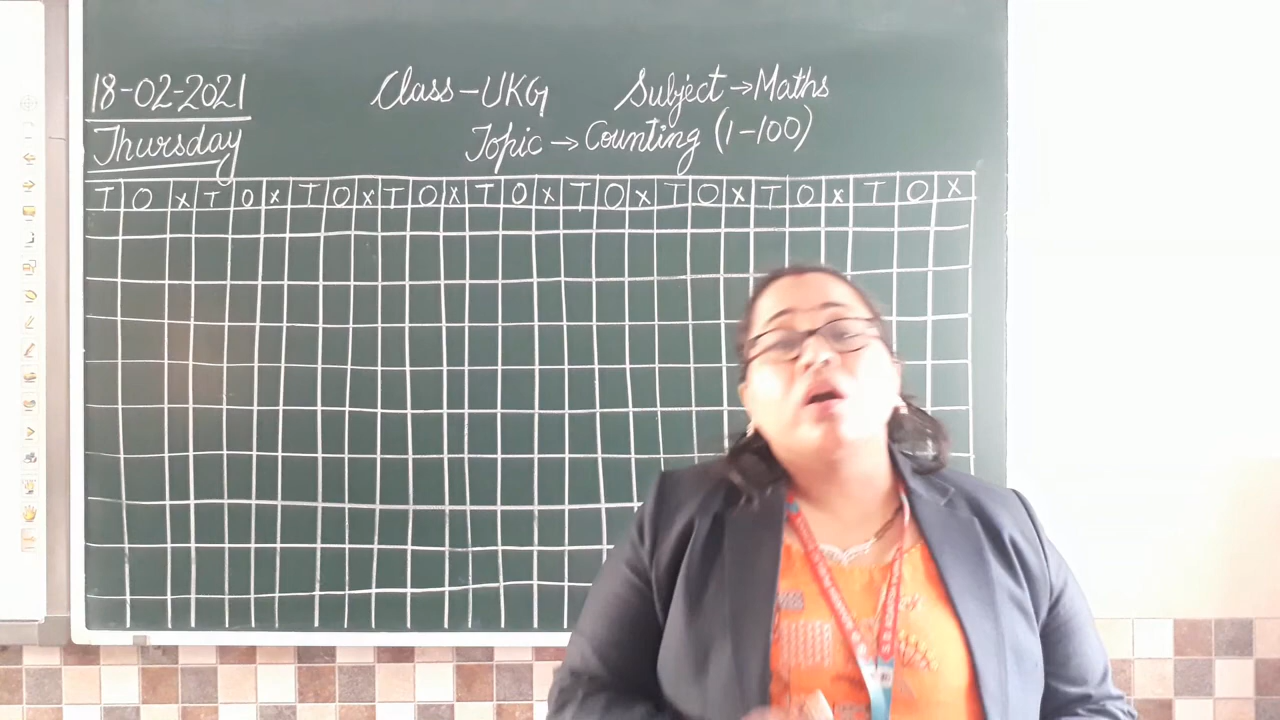 18-02-2021 Class-UKG Subject→Maths
Thursday Topic→Counting (1-100)
T O x T O x T O x T O x T O x T O x T O x T O x T O x